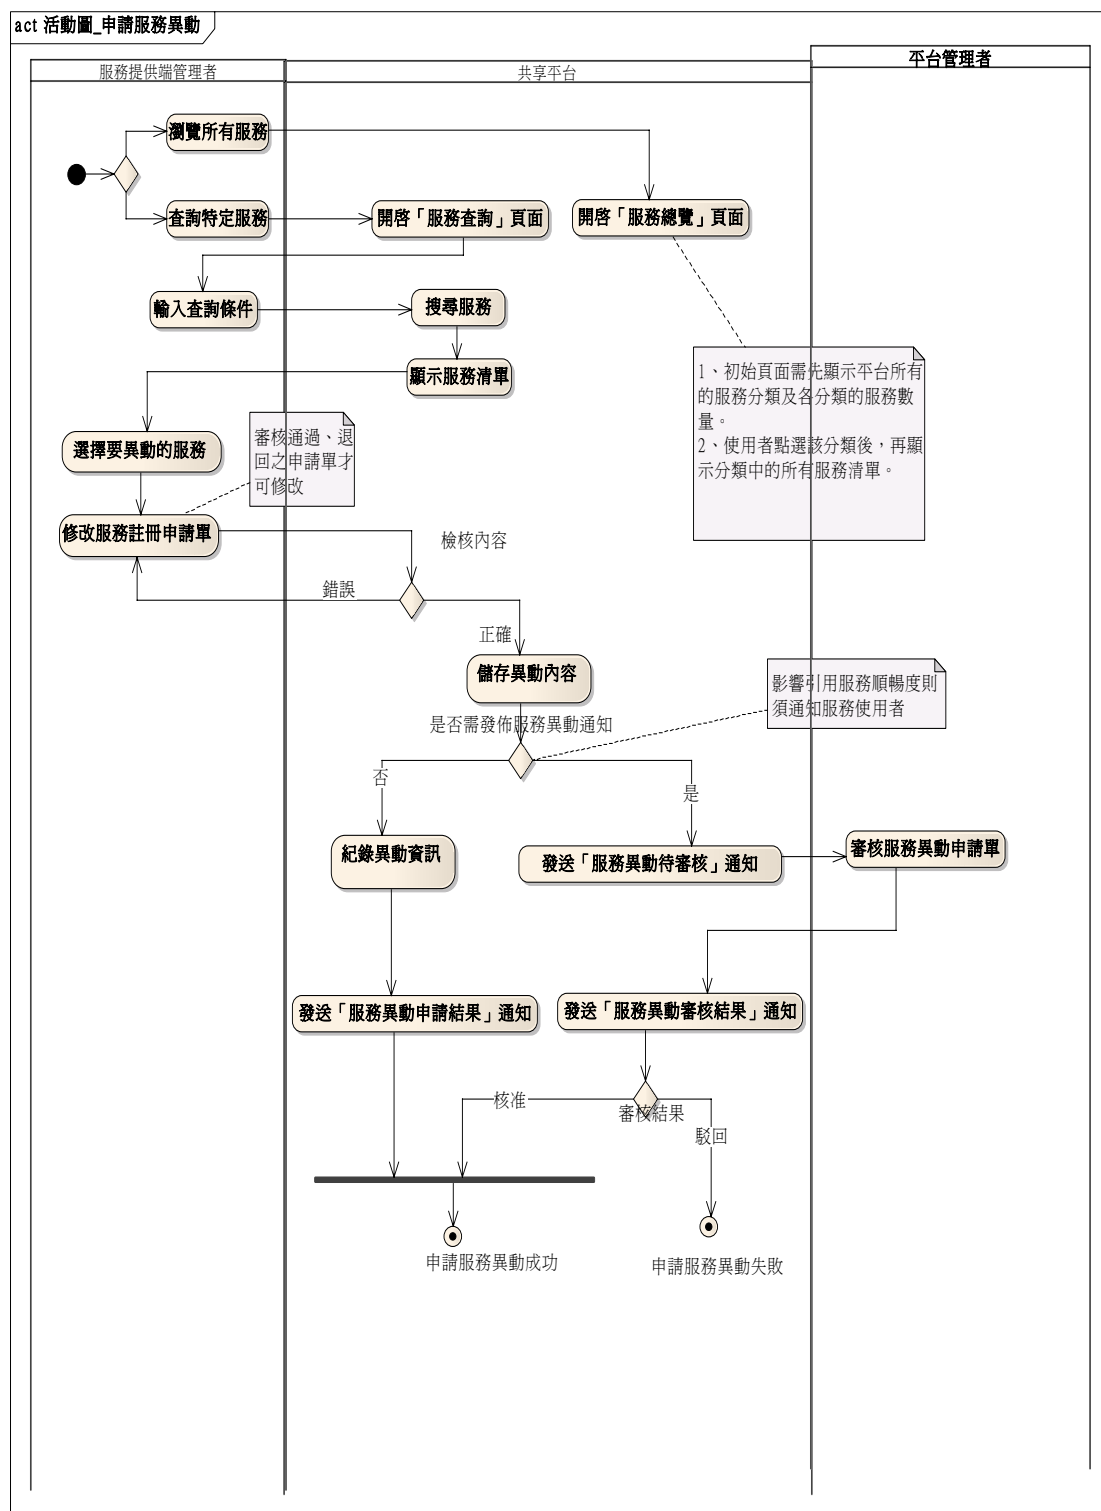 act 活動圖_申請服務異動
服務提供端管理者
共享平台
平台管理者
瀏覽所有服務
查詢特定服務
開啓「服務查詢」頁面
開啓「服務總覽」頁面
輸入查詢條件
搜尋服務
顯示服務清單
1、初始頁面需先顯示平台所有
的服務分類及各分類的服務數
量。
2、使用者點選該分類後，再顯
示分類中的所有服務清單。
選擇要異動的服務
審核通過、退
回之申請單才
可修改
修改服務註冊申請單
檢核內容
錯誤
正確
儲存異動內容
影響引用服務順暢度則
須通知服務使用者
是否需發佈服務異動通知
否
是
紀錄異動資訊
發送「服務異動待審核」通知
審核服務異動申請單
發送「服務異動申請結果」通知
發送「服務異動審核結果」通知
核准
審核結果
駁回
申請服務異動成功
申請服務異動失敗